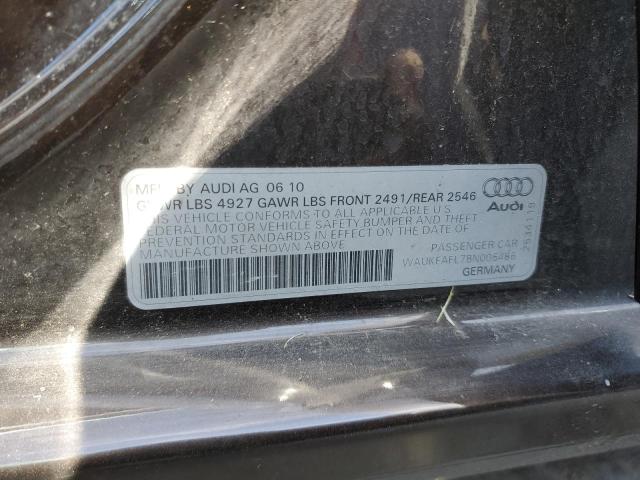 MFD BY AUDI AG 06 10
GVWR LBS 4927 GAWR LBS FRONT 2491/REAR 2546
THIS VEHICLE CONFORMS TO ALL APPLICABLE U S
FEDERAL MOTOR VEHICLE SAFETY BUMPER AND THEFT
PREVENTION STANDARDS IN EFFECT ON THE DATE OF
MANUFACTURE SHOWN ABOVE
Audi
PASSENGER CAR
WAUKFAFL7BN006486
GERMANY